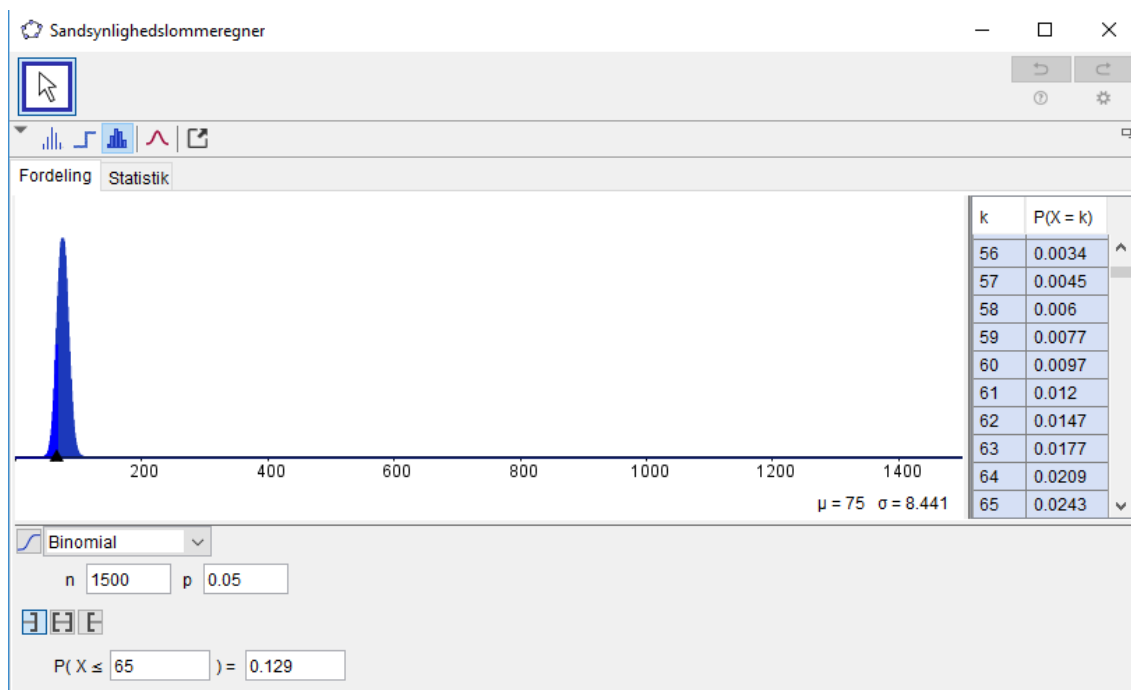 Sandsynlighedslommeregner
Fordeling Statistik
k P(X = k)
56 0.0034
57 0.0045
58 0.006
59 0.0077
60 0.0097
61 0.012
62 0.0147
63 0.0177
64 0.0209
65 0.0243
200 400 600 800 1000 1200 1400
μ = 75 σ = 8.441
Binomial
n 1500 p 0.05
P( X ≤ 65 ) = 0.129